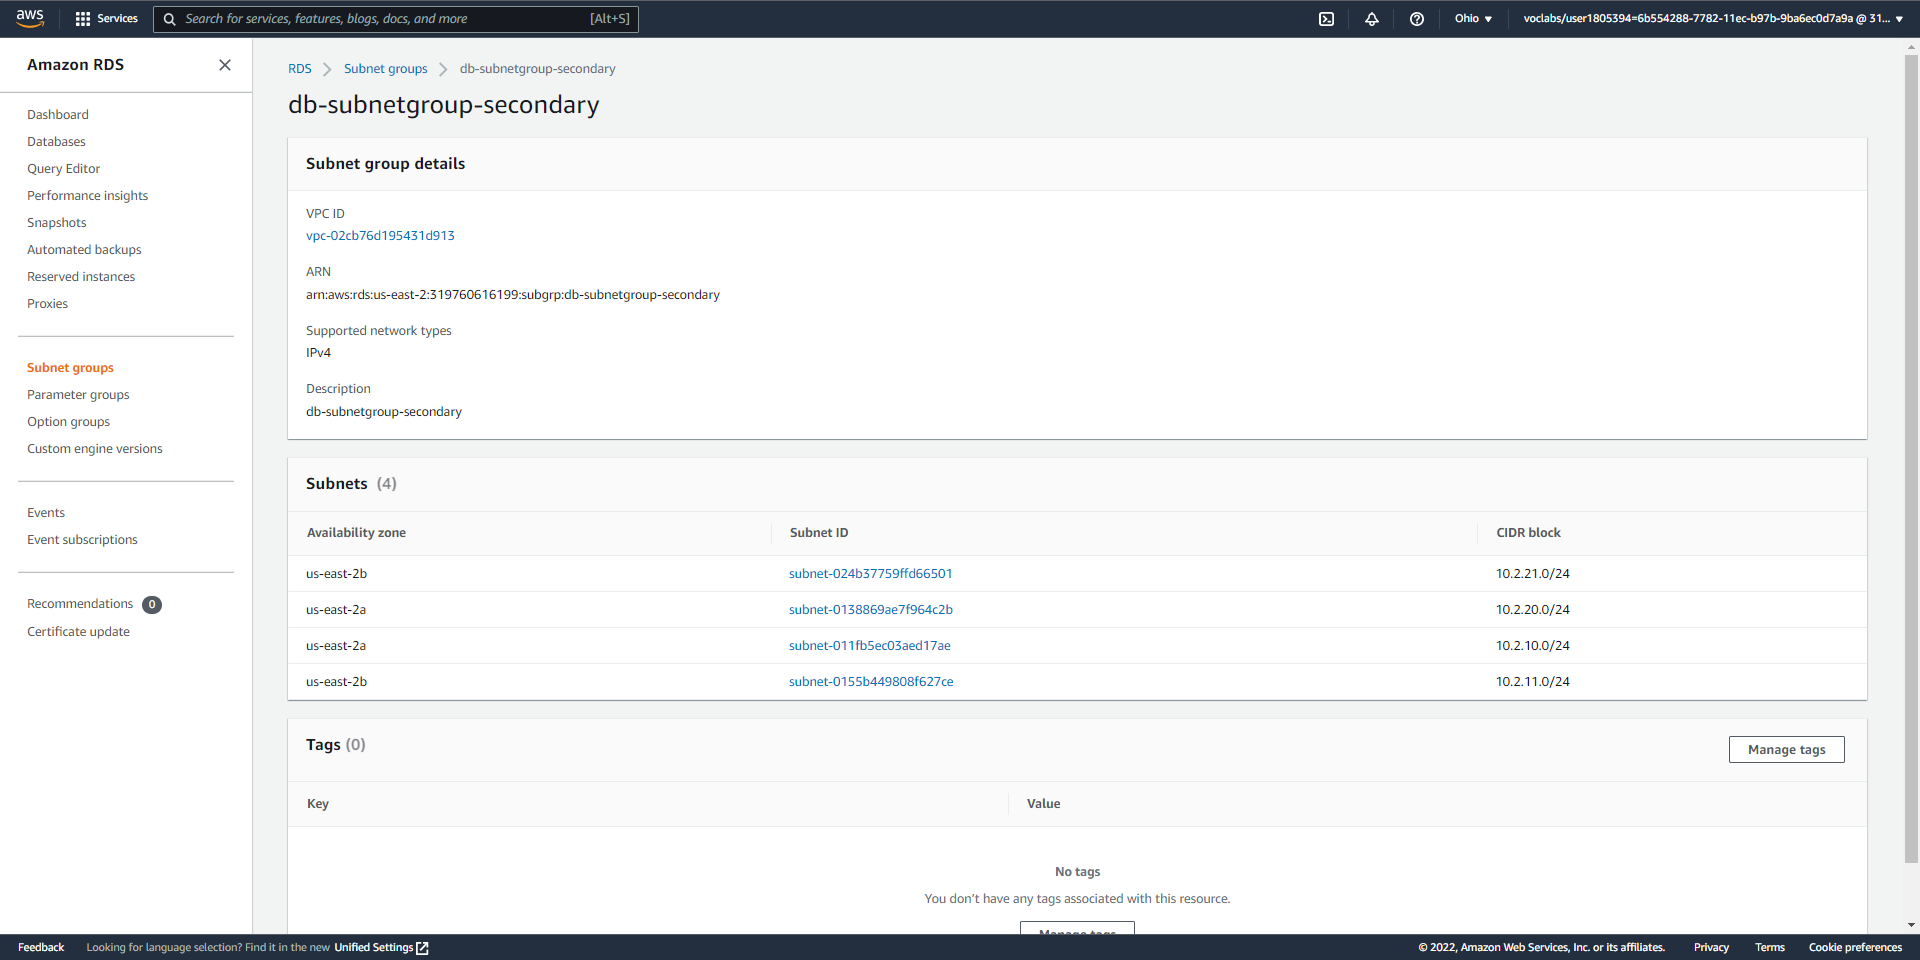 aws
Services
Search for services, features, blogs, docs, and more
[Alt+S]
Ohio ▼
voclabs/user1805394=6b554288-7782-11ec-b97b-9ba6ec0d7a9a @ 31... ▼
Amazon RDS
Dashboard
Databases
Query Editor
Performance insights
Snapshots
Automated backups
Reserved instances
Proxies
Subnet groups
Parameter groups
Option groups
Custom engine versions
Events
Event subscriptions
Recommendations 0
Certificate update
RDS > Subnet groups > db-subnetgroup-secondary
db-subnetgroup-secondary
Subnet group details
VPC ID
vpc-02cb76d195431d913
ARN
arn:aws:rds:us-east-2:319760616199:subgrp:db-subnetgroup-secondary
Supported network types
IPv4
Description
db-subnetgroup-secondary
Subnets (4)
Availability zone Subnet ID CIDR block
us-east-2b subnet-024b37759ffd66501 10.2.21.0/24
us-east-2a subnet-0138869ae7f964c2b 10.2.20.0/24
us-east-2a subnet-011fb5ec03aed17ae 10.2.10.0/24
us-east-2b subnet-0155b449808f627ce 10.2.11.0/24
Tags (0)
Manage tags
Key Value
No tags
You don’t have any tags associated with this resource.
Manage tags
Feedback
Looking for language selection? Find it in the new Unified Settings
© 2022, Amazon Web Services, Inc. or its affiliates.
Privacy
Terms
Cookie preferences